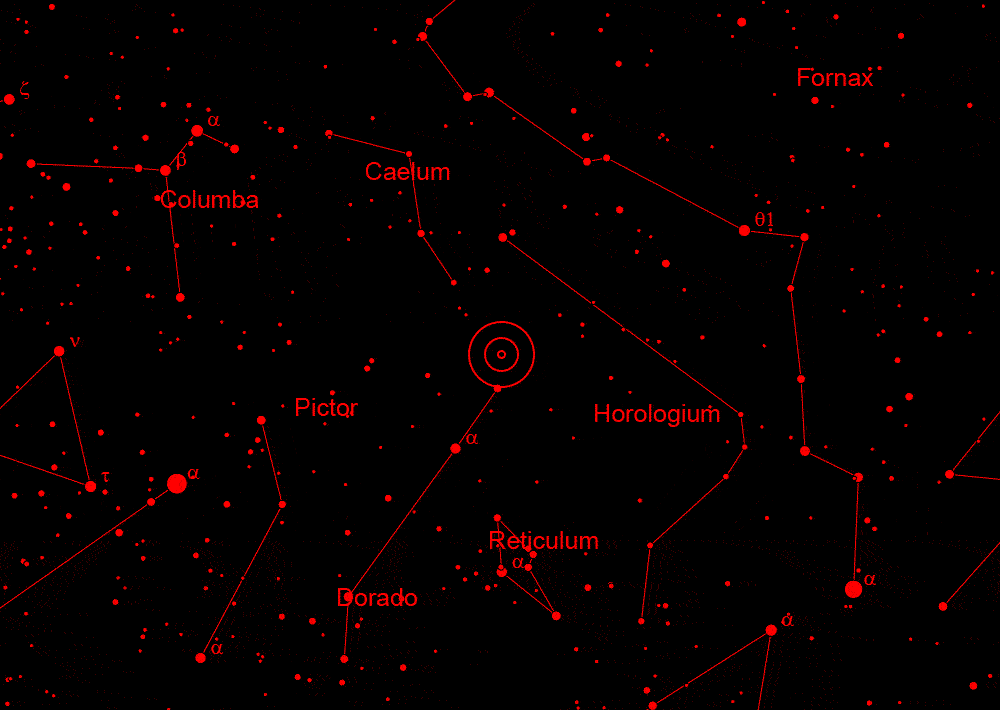 Fornax
ζ
α
β
Caelum
Columba
θ1
ν
Pictor
Horologium
α
τ
α
Reticulum
α
α
Dorado
α
α